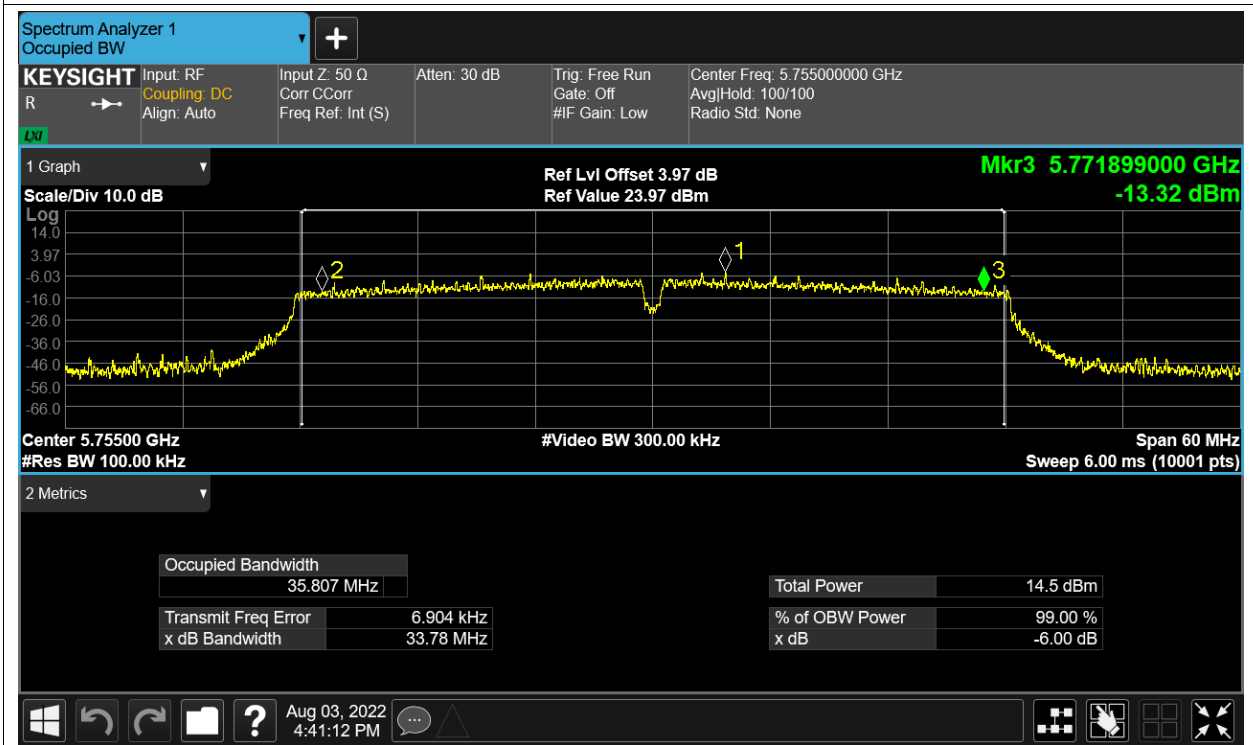 Spectrum Analyzer 1
Occupied BW
KEYSIGHT
R
LXI
Input: RF
Coupling: DC
Align: Auto
Input Z: 50 Ω
Corr CCorr
Freq Ref: Int (S)
Atten: 30 dB
Trig: Free Run
Gate: Off
#IF Gain: Low
Center Freq: 5.755000000 GHz
Avg|Hold: 100/100
Radio Std: None
1 Graph
Scale/Div 10.0 dB
Ref Lvl Offset 3.97 dB
Ref Value 23.97 dBm
Mkr3 5.771899000 GHz
-13.32 dBm
Log
14.0
3.97
-6.03
-16.0
-26.0
-36.0
-46.0
-56.0
-66.0
2
1
3
Center 5.75500 GHz
#Video BW 300.00 kHz
Span 60 MHz
#Res BW 100.00 kHz
Sweep 6.00 ms (10001 pts)
2 Metrics
Occupied Bandwidth
35.807 MHz
Total Power 14.5 dBm
Transmit Freq Error 6.904 kHz
% of OBW Power 99.00 %
x dB Bandwidth 33.78 MHz
x dB -6.00 dB
?
Aug 03, 2022
4:41:12 PM